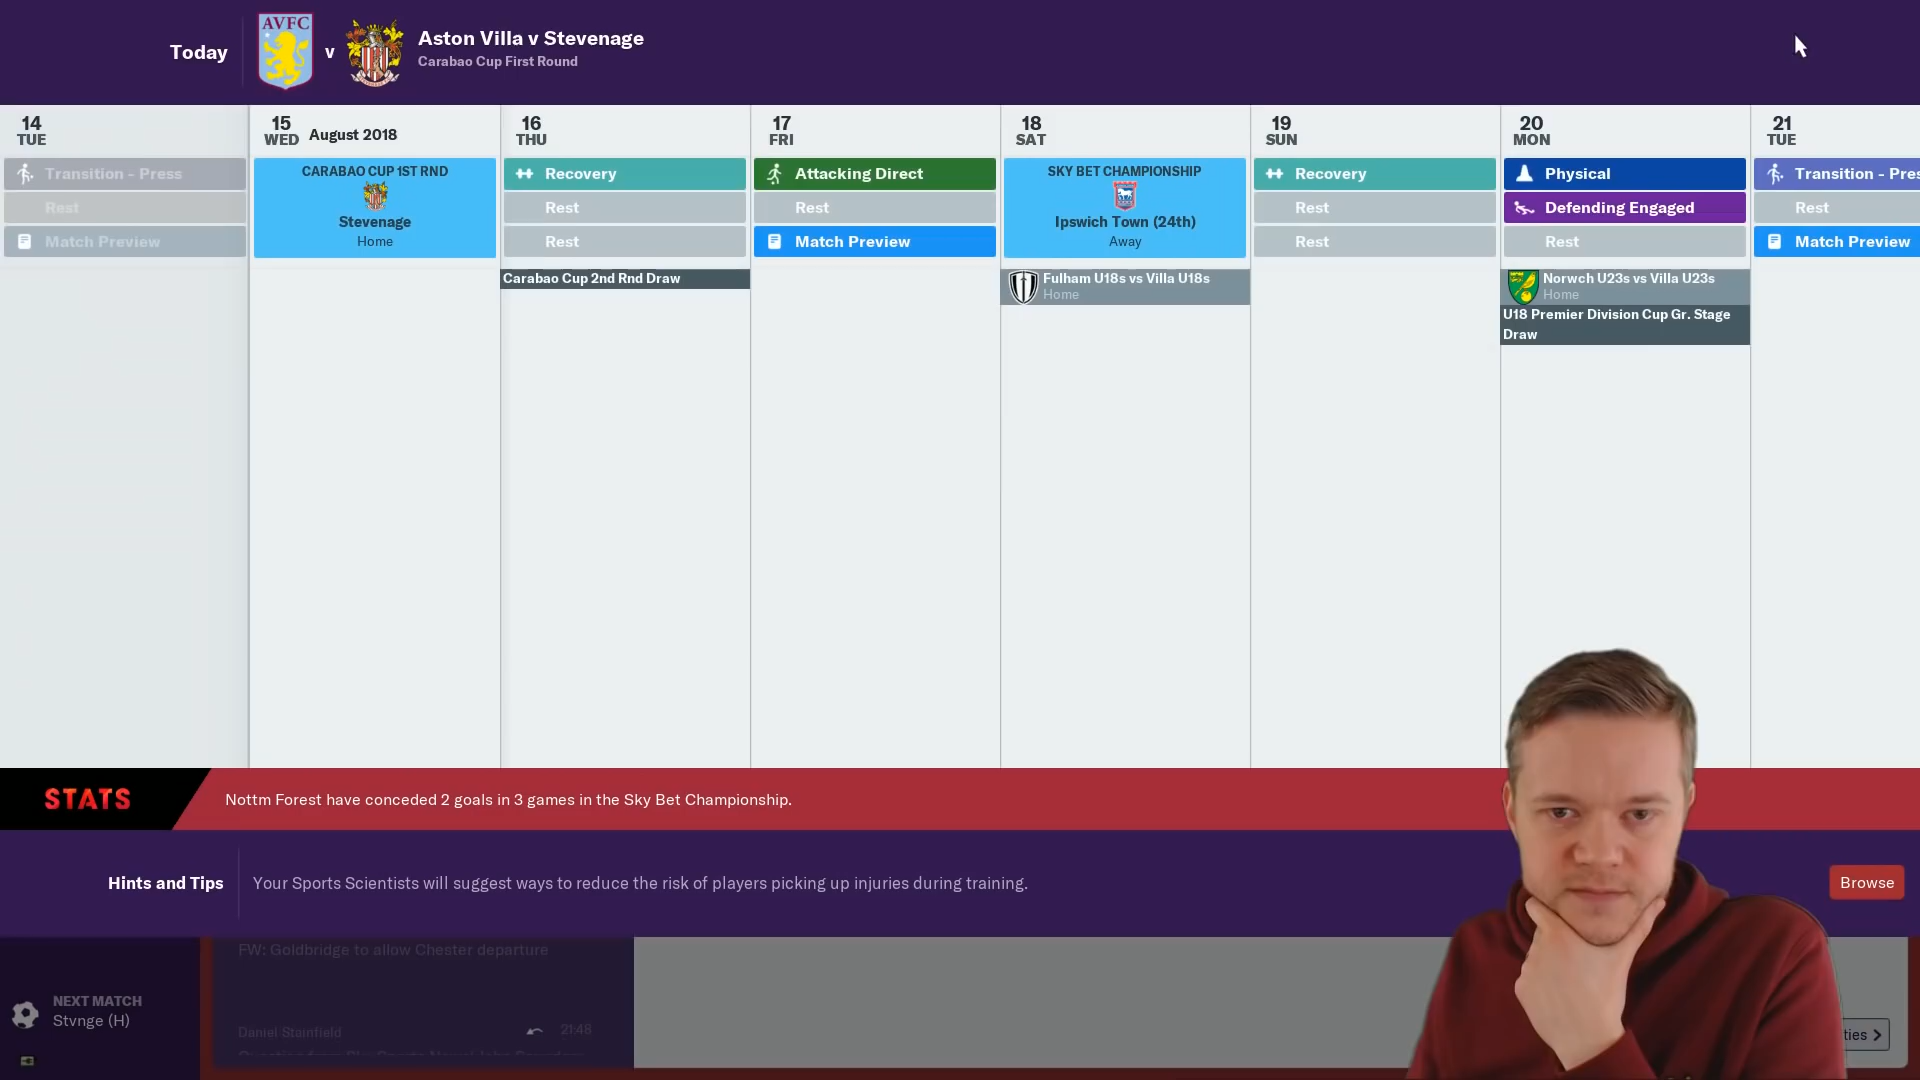 Today
AVFC
v
Aston Villa v Stevenage
Carabao Cup First Round
14
TUE
Transition - Press
Rest
Match Preview
15
WED
August 2018
CARABAO CUP 1ST RND
Stevenage
Home
16
THU
Recovery
Rest
Rest
Carabao Cup 2nd Rnd Draw
17
FRI
Attacking Direct
Rest
Match Preview
18
SAT
SKY BET CHAMPIONSHIP
Ipswich Town (24th)
Away
Fulham U18s vs Villa U18s
Home
19
SUN
Recovery
Rest
Rest
20
MON
Physical
Defending Engaged
Rest
Norwch U23s vs Villa U23s
Home
U18 Premier Division Cup Gr. Stage
Draw
21
TUE
Transition - Pres
Rest
Match Preview
STATS
Nottm Forest have conceded 2 goals in 3 games in the Sky Bet Championship.
Hints and Tips
Your Sports Scientists will suggest ways to reduce the risk of players picking up injuries during training.
Browse
FW: Goldbridge to allow Chester departure
NEXT MATCH
Stvnge (H)
Daniel Stainfield
21:48
ties